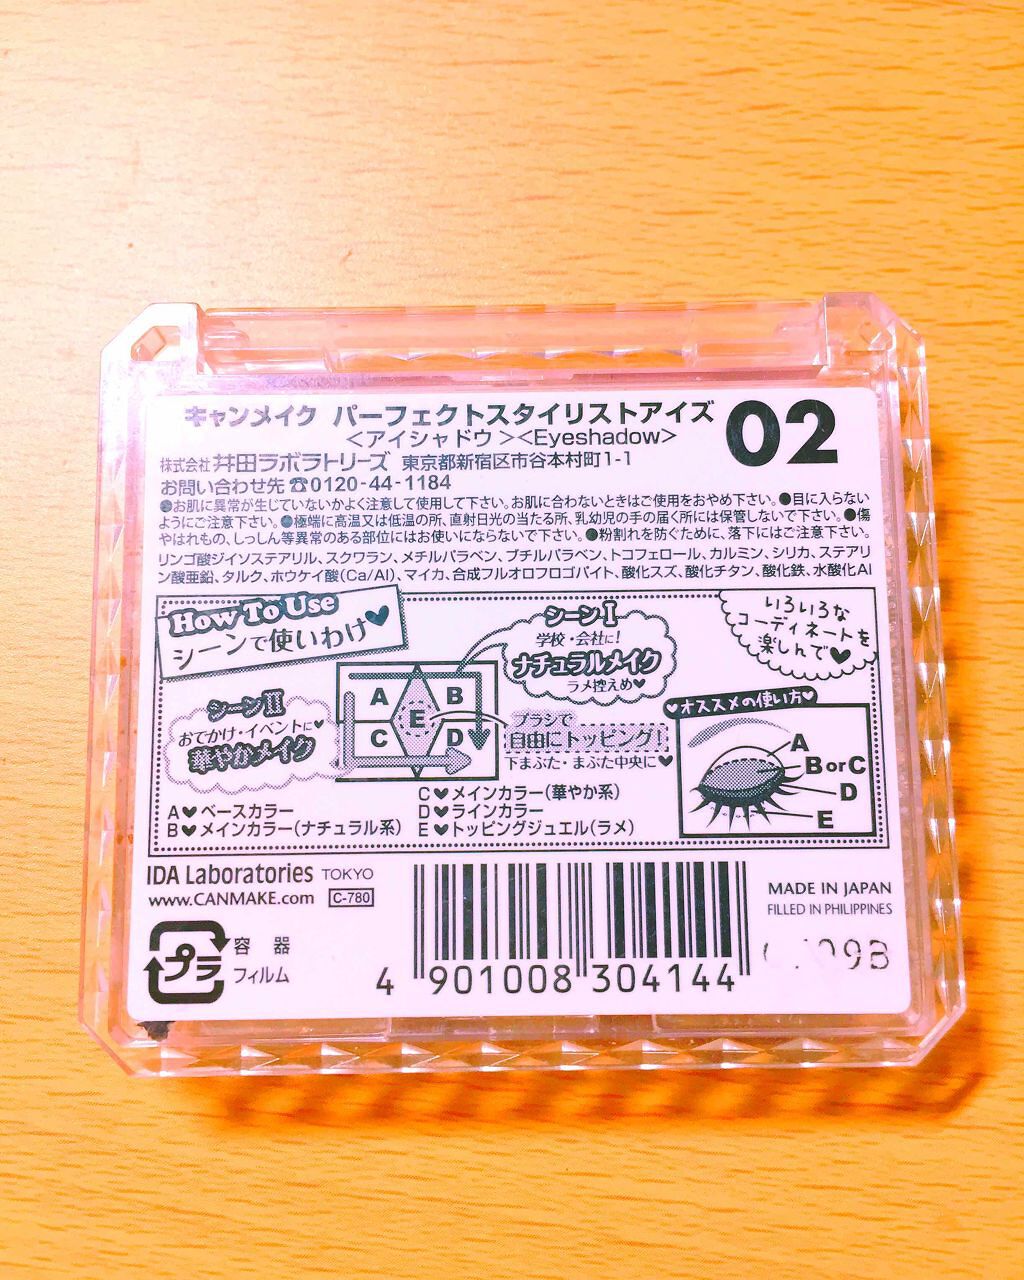 キャンメイク パーフェクトスタイリストアイズ 02
＜アイシャドウ＞＜Eyeshadow＞
株式会社 井田ラボラトリーズ 東京都新宿区市谷本村町1-1
お問い合わせ先 ☎0120-44-1184
●お肌に異常が生じていないかよく注意して使用して下さい。お肌に合わないときはご使用をおやめ下さい。●目に入らない
ようにご注意下さい。●極端に高温又は低温の所、直射日光の当たる所、乳幼児の手の届く所には保管しないで下さい。●傷
やはれもの、しっしん等異常のある部位にはお使いにならないで下さい。●粉割れを防ぐために、落下にはご注意下さい。
リンゴ酸ジイソステアリル、スクワラン、メチルパラベン、ブチルパラベン、トコフェロール、カルミン、シリカ、ステアリ
ン酸亜鉛、タルク、ホウケイ酸(Ca/Al)、マイカ、合成フルオロフロゴパイト、酸化スズ、酸化チタン、酸化鉄、水酸化Al
How To Use
シーンで使いわけ♥
シーンI
学校・会社に!
ナチュラルメイク
ラメ控えめ♥
いろいろな
コーディネートを
楽しんで♥
シーンII
おでかけ・イベントに♥
華やかメイク
A
B
C
D
E
ブラシで
自由にトッピング!
下まぶた・まぶた中央に♥
♥オススメの使い方♥
A
B or C
D
E
A♥ベースカラー
B♥メインカラー(ナチュラル系)
C♥メインカラー(華やか系)
D♥ラインカラー
E♥トッピングジュエル(ラメ)
IDA Laboratories TOKYO
www.CANMAKE.com C-780
プラ
容器
フィルム
4 901008 304144
MADE IN JAPAN
FILLED IN PHILIPPINES